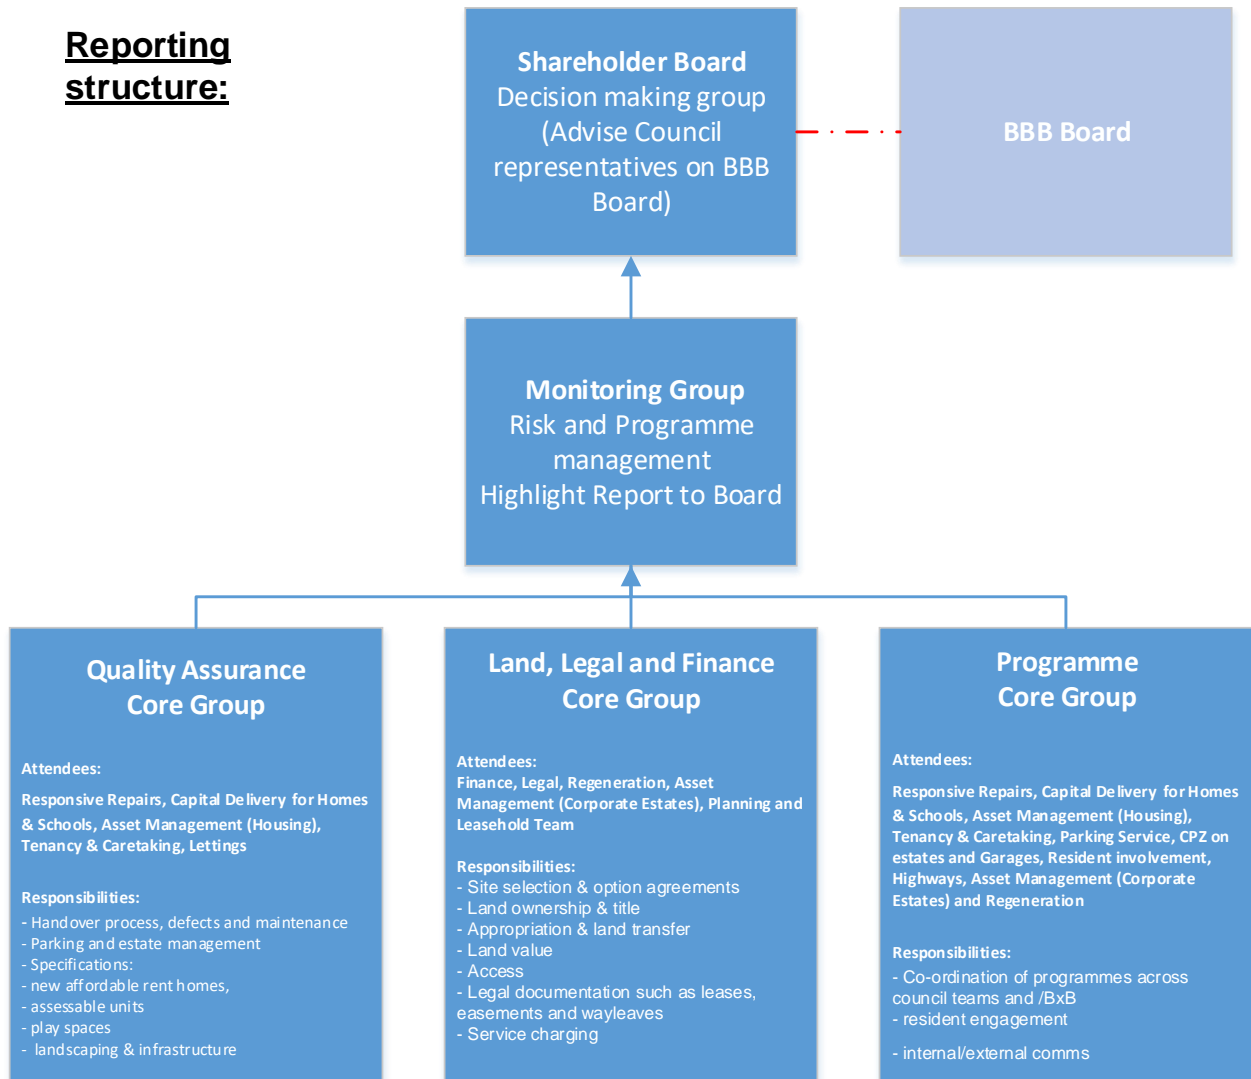 Reporting
structure:
Shareholder Board
Decision making group
(Advise Council
representatives on BBB
Board)
BBB Board
Monitoring Group
Risk and Programme
management
Highlight Report to Board
Quality Assurance
Core Group
Attendees:
Responsive Repairs, Capital Delivery for Homes
& Schools, Asset Management (Housing),
Tenancy & Caretaking, Lettings
Responsibilities:
- Handover process, defects and maintenance
- Parking and estate management
- Specifications:
- new affordable rent homes,
- assessable units
- play spaces
- landscaping & infrastructure
Land, Legal and Finance
Core Group
Attendees:
Finance, Legal, Regeneration, Asset
Management (Corporate Estates), Planning and
Leasehold Team
Responsibilities:
- Site selection & option agreements
- Land ownership & title
- Appropriation & land transfer
- Land value
- Access
- Legal documentation such as leases,
easements and wayleaves
- Service charging
Programme
Core Group
Attendees:
Responsive Repairs, Capital Delivery for Homes
& Schools, Asset Management (Housing),
Tenancy & Caretaking, Parking Service, CPZ on
estates and Garages, Resident involvement,
Highways, Asset Management (Corporate
Estates) and Regeneration
Responsibilities:
- Co-ordination of programmes across
council teams and /BxB
- resident engagement
- internal/external comms